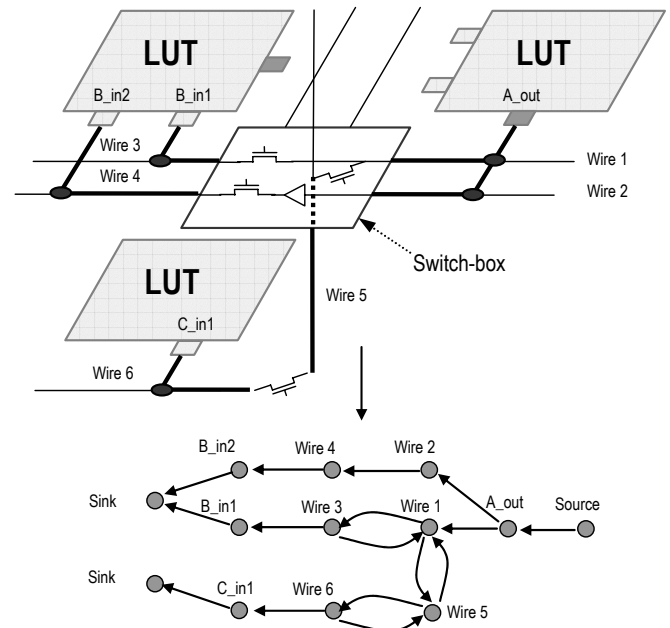 LUT
LUT
B_in2 B_in1
A_out
Wire 3
Wire 1
Wire 4
Wire 2
Switch-box
LUT
Wire 5
C_in1
Wire 6
B_in2 Wire 4 Wire 2
Sink B_in1 Wire 3 Wire 1 A_out Source
Sink C_in1 Wire 6 Wire 5